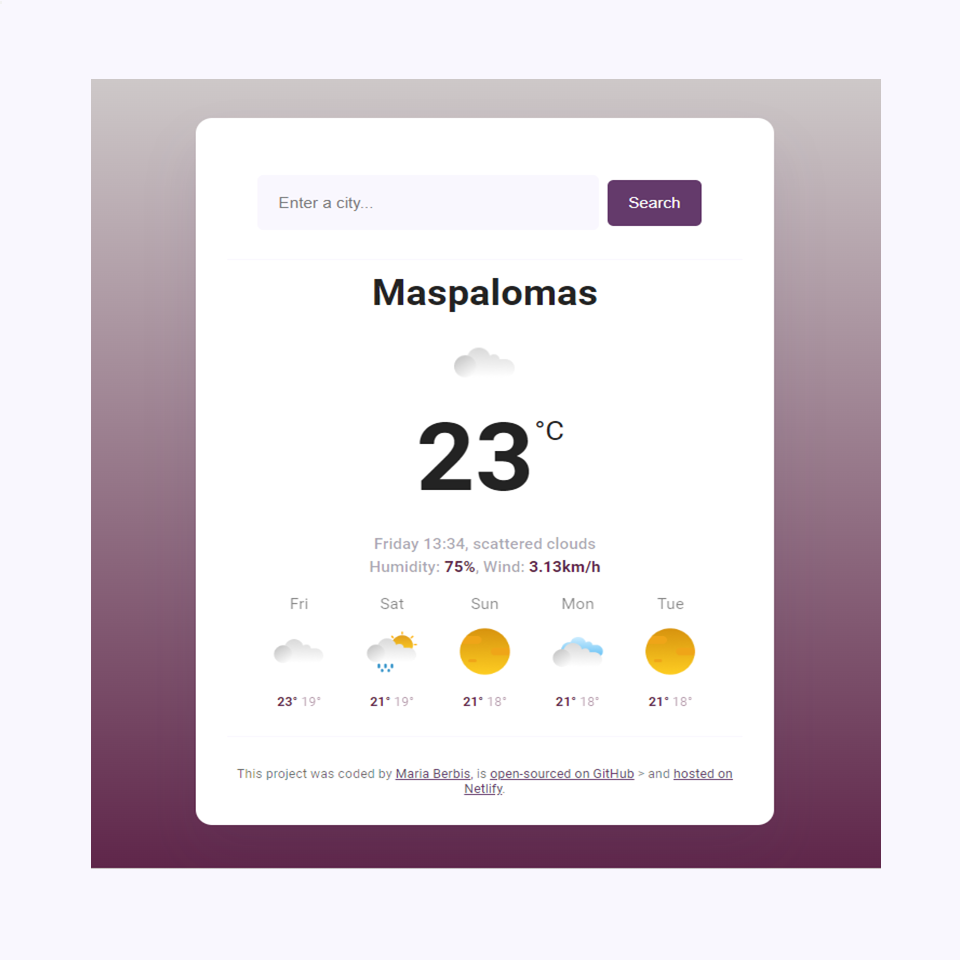 Enter a city...
Search
Maspalomas
23°C
Friday 13:34, scattered clouds
Humidity: 75%, Wind: 3.13km/h
Fri Sat Sun Mon Tue
23° 19° 21° 19° 21° 18° 21° 18° 21° 18°
This project was coded by Maria Berbis, is open-sourced on GitHub > and hosted on
Netlify.